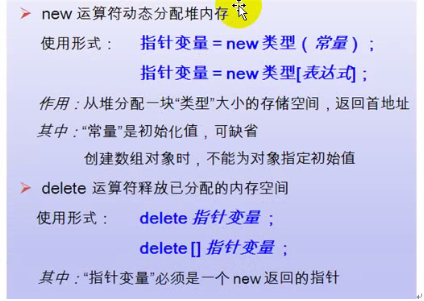 new 运算符动态分配堆内存
使用形式： 指针变量 = new 类型 ( 常量 ) ；
指针变量 = new 类型 [表达式] ；
作用：从堆分配一块“类型”大小的存储空间，返回首地址
其中：“常量”是初始化值，可缺省
创建数组对象时，不能为对象指定初始值
delete 运算符释放已分配的内存空间
使用形式： delete 指针变量 ；
delete [] 指针变量 ；
其中：“指针变量”必须是一个 new 返回的指针